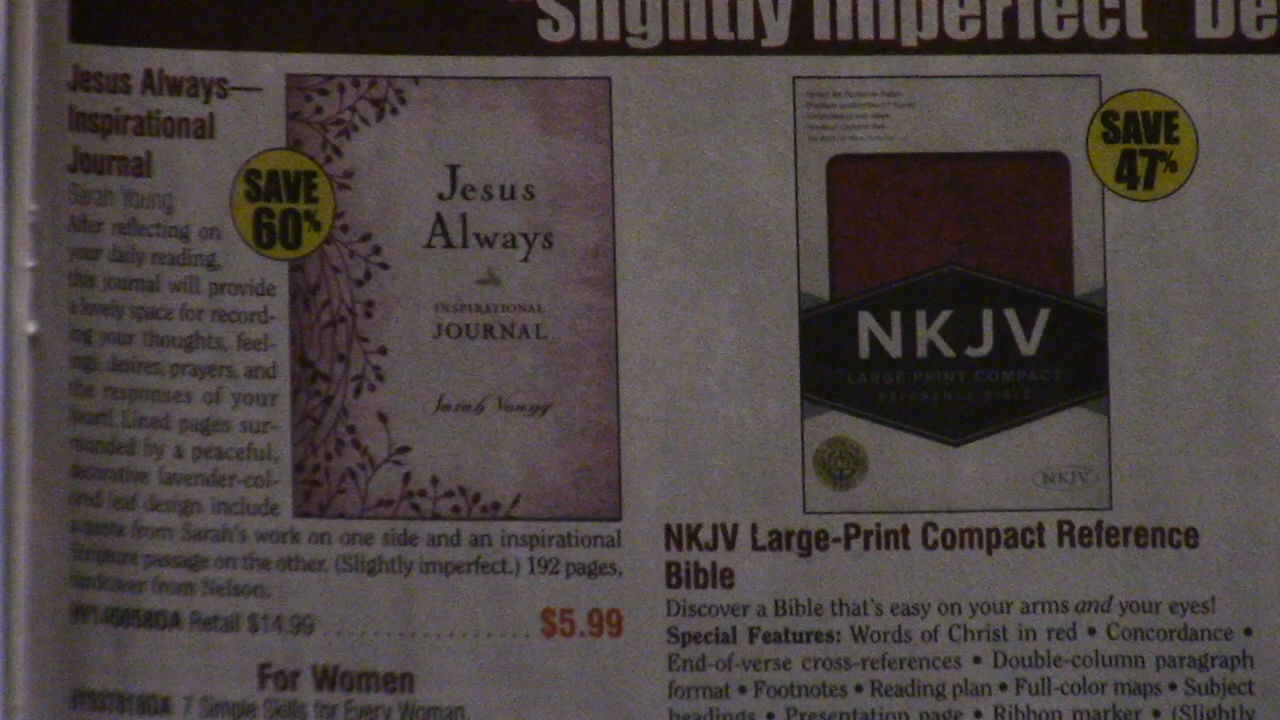 "Slightly Imperfect" Be
Jesus Always—
Inspirational
Journal
Sarah Young
After reflecting on
your daily reading,
this journal will provide
a lovely space for record-
ing your thoughts, feel-
ings, desires, prayers, and
the responses of your
heart! Lined pages sur-
rounded by a peaceful,
decorative lavender-col-
ored leaf design include
a quote from Sarah's work on one side and an inspirational
Scripture passage on the other. (Slightly imperfect.) 192 pages,
hardcover from Nelson.
Retail $14.99 $5.99
For Women
7 Simple Skills for Every Woman.
SAVE
60%
Jesus
Always
INSPIRATIONAL
JOURNAL
Sarah Young
SAVE
47%
NKJV
LARGE PRINT COMPACT
REFERENCE BIBLE
NKJV
NKJV Large-Print Compact Reference
Bible
Discover a Bible that's easy on your arms and your eyes!
Special Features: Words of Christ in red • Concordance •
End-of-verse cross-references • Double-column paragraph
format • Footnotes • Reading plan • Full-color maps • Subject
headings • Presentation page • Ribbon marker • (Slightly